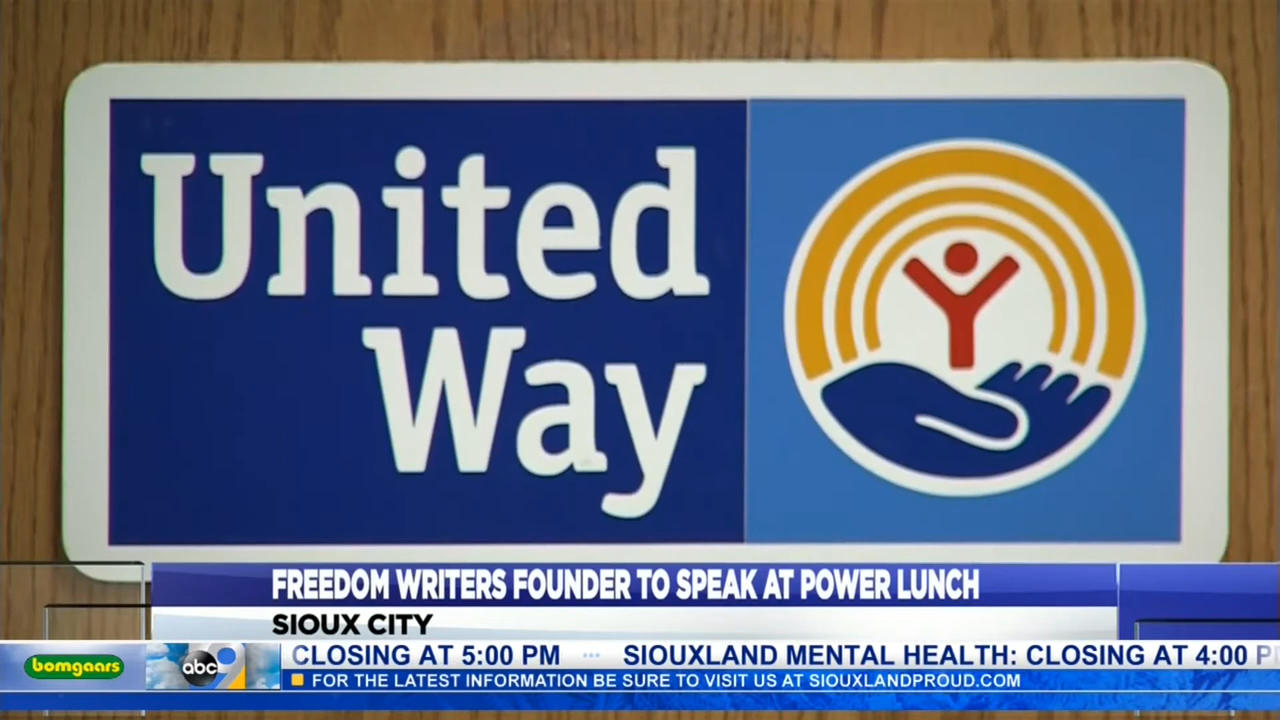 United
Way
FREEDOM WRITERS FOUNDER TO SPEAK AT POWER LUNCH
SIOUX CITY
bomgaars
abc 9
CLOSING AT 5:00 PM ··· SIOUXLAND MENTAL HEALTH: CLOSING AT 4:00 P
FOR THE LATEST INFORMATION BE SURE TO VISIT US AT SIOUXLANDPROUD.COM